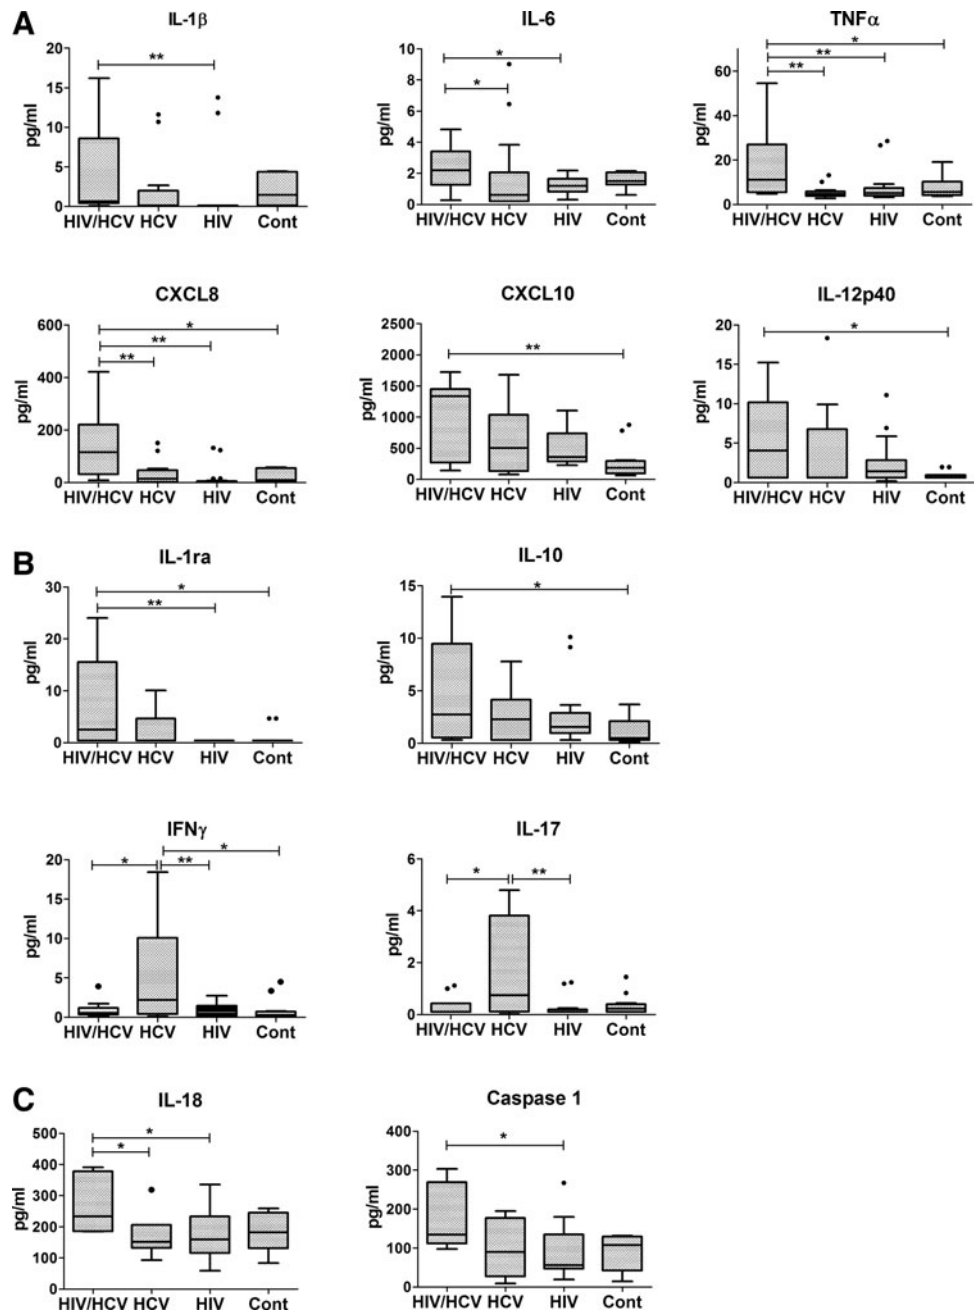 A
IL-1β
20
15
10
5
0
pg/ml
**
HIV/HCV HCV HIV Cont
IL-6
10
8
6
4
2
0
pg/ml
*
*
HIV/HCV HCV HIV Cont
TNFα
60
40
20
0
pg/ml
*
**
**
HIV/HCV HCV HIV Cont
CXCL8
600
400
200
0
pg/ml
*
**
**
HIV/HCV HCV HIV Cont
CXCL10
2500
2000
1500
1000
500
0
pg/ml
**
HIV/HCV HCV HIV Cont
IL-12p40
20
15
10
5
0
pg/ml
*
HIV/HCV HCV HIV Cont
B
IL-1ra
30
20
10
0
pg/ml
*
**
HIV/HCV HCV HIV Cont
IL-10
15
10
5
0
pg/ml
*
HIV/HCV HCV HIV Cont
IFNγ
20
15
10
5
0
pg/ml
*
* **
HIV/HCV HCV HIV Cont
IL-17
6
4
2
0
pg/ml
* **
HIV/HCV HCV HIV Cont
C
IL-18
500
400
300
200
100
0
pg/ml
*
*
HIV/HCV HCV HIV Cont
Caspase 1
400
300
200
100
0
pg/ml
*
HIV/HCV HCV HIV Cont